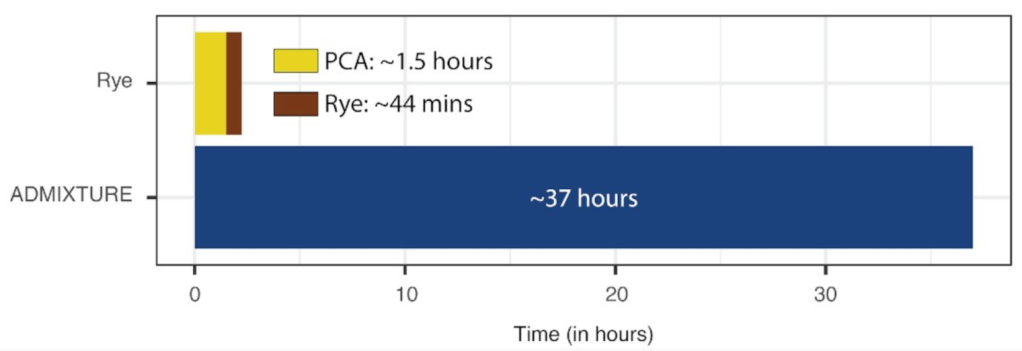 Rye
PCA: ~1.5 hours
Rye: ~44 mins
ADMIXTURE
~37 hours
0 10 20 30
Time (in hours)